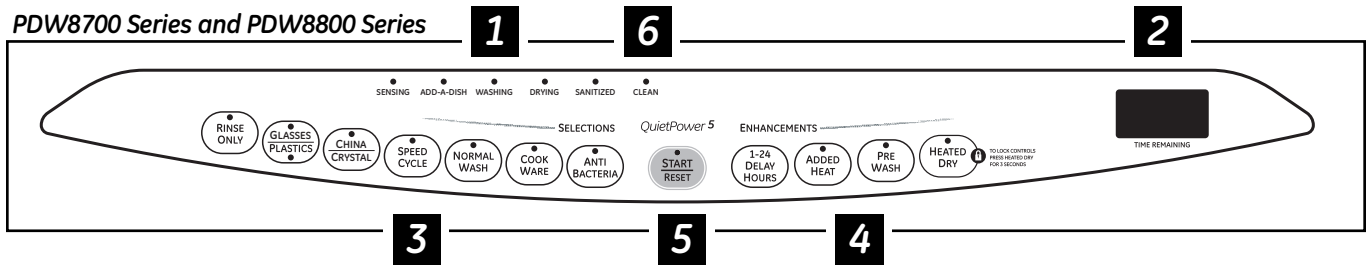 PDW8700 Series and PDW8800 Series
1
6
2
SENSING ADD-A-DISH WASHING DRYING SANITIZED CLEAN
SELECTIONS
QuietPower 5
ENHANCEMENTS
RINSE
ONLY
GLASSES
PLASTICS
CHINA
CRYSTAL
SPEED
CYCLE
NORMAL
WASH
COOK
WARE
ANTI
BACTERIA
START
RESET
1-24
DELAY
HOURS
ADDED
HEAT
PRE
WASH
HEATED
DRY
TO LOCK CONTROLS
PRESS HEATED DRY
FOR 3 SECONDS
TIME REMAINING
3
5
4